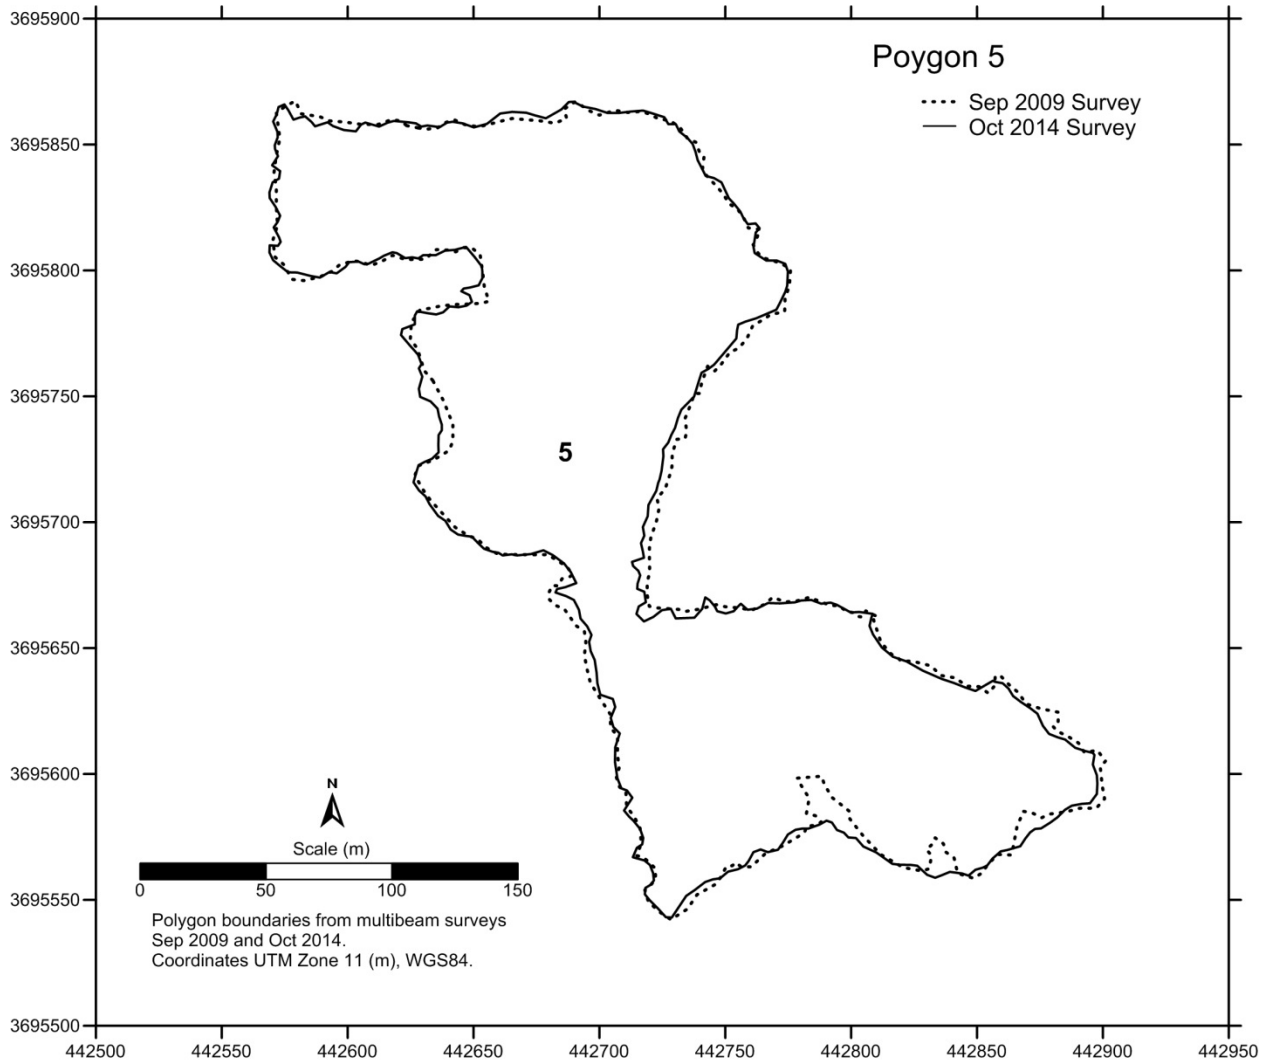 3695900
Poygon 5
Sep 2009 Survey
Oct 2014 Survey
3695850
3695800
3695750
5
3695700
3695650
3695600
N
Scale (m)
0 50 100 150
3695550
Polygon boundaries from multibeam surveys
Sep 2009 and Oct 2014.
Coordinates UTM Zone 11 (m), WGS84.
3695500
442500 442550 442600 442650 442700 442750 442800 442850 442900 442950